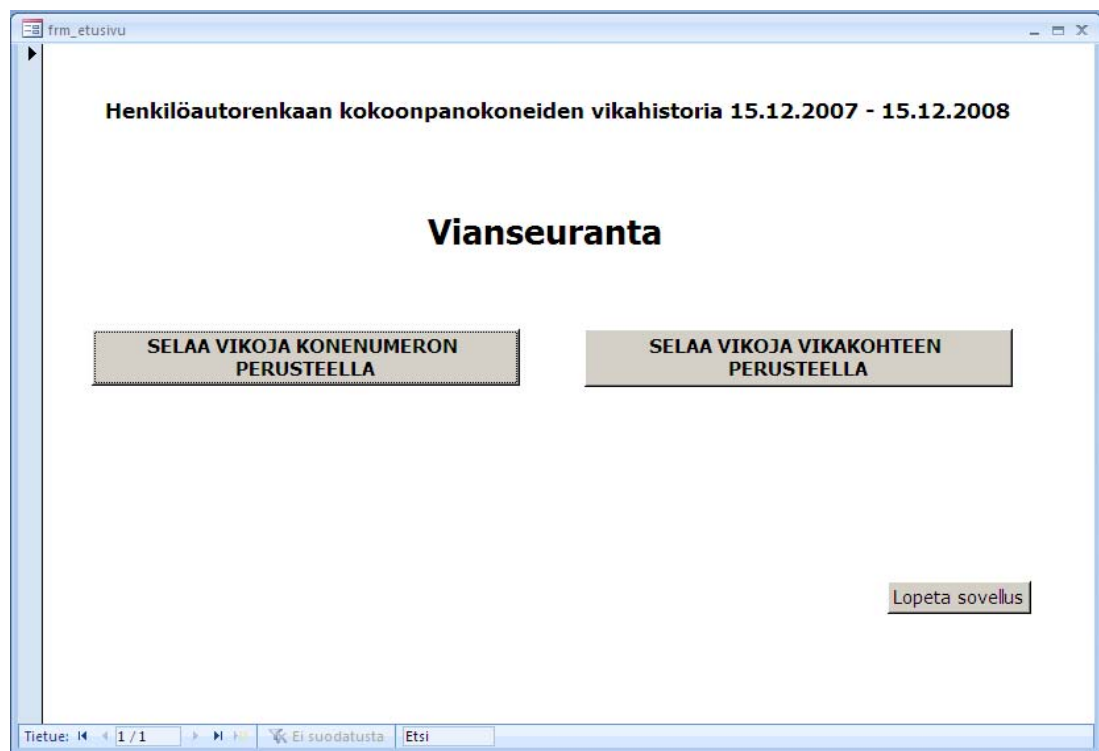 frm_etusivu
Henkilöautorenkaan kokoonpanokoneiden vikahistoria 15.12.2007 - 15.12.2008
Vianseuranta
SELAA VIKOJA KONENUMERON
PERUSTEELLA
SELAA VIKOJA VIKAKOHTEEN
PERUSTEELLA
Lopeta sovellus
Tietue: 1 / 1 Ei suodatusta Etsi